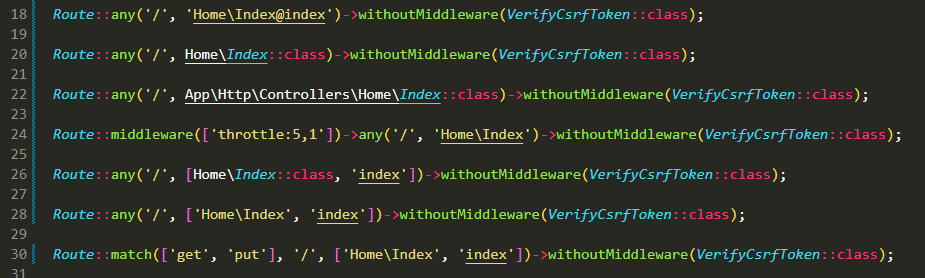 18 Route::any('/', 'Home\Index@index')->withoutMiddleware(VerifyCsrfToken::class);
19
20 Route::any('/', Home\Index::class)->withoutMiddleware(VerifyCsrfToken::class);
21
22 Route::any('/', App\Http\Controllers\Home\Index::class)->withoutMiddleware(VerifyCsrfToken::class);
23
24 Route::middleware(['throttle:5,1'])->any('/', 'Home\Index')->withoutMiddleware(VerifyCsrfToken::class);
25
26 Route::any('/', [Home\Index::class, 'index'])->withoutMiddleware(VerifyCsrfToken::class);
27
28 Route::any('/', ['Home\Index', 'index'])->withoutMiddleware(VerifyCsrfToken::class);
29
30 Route::match(['get', 'put'], '/', ['Home\Index', 'index'])->withoutMiddleware(VerifyCsrfToken::class);
31